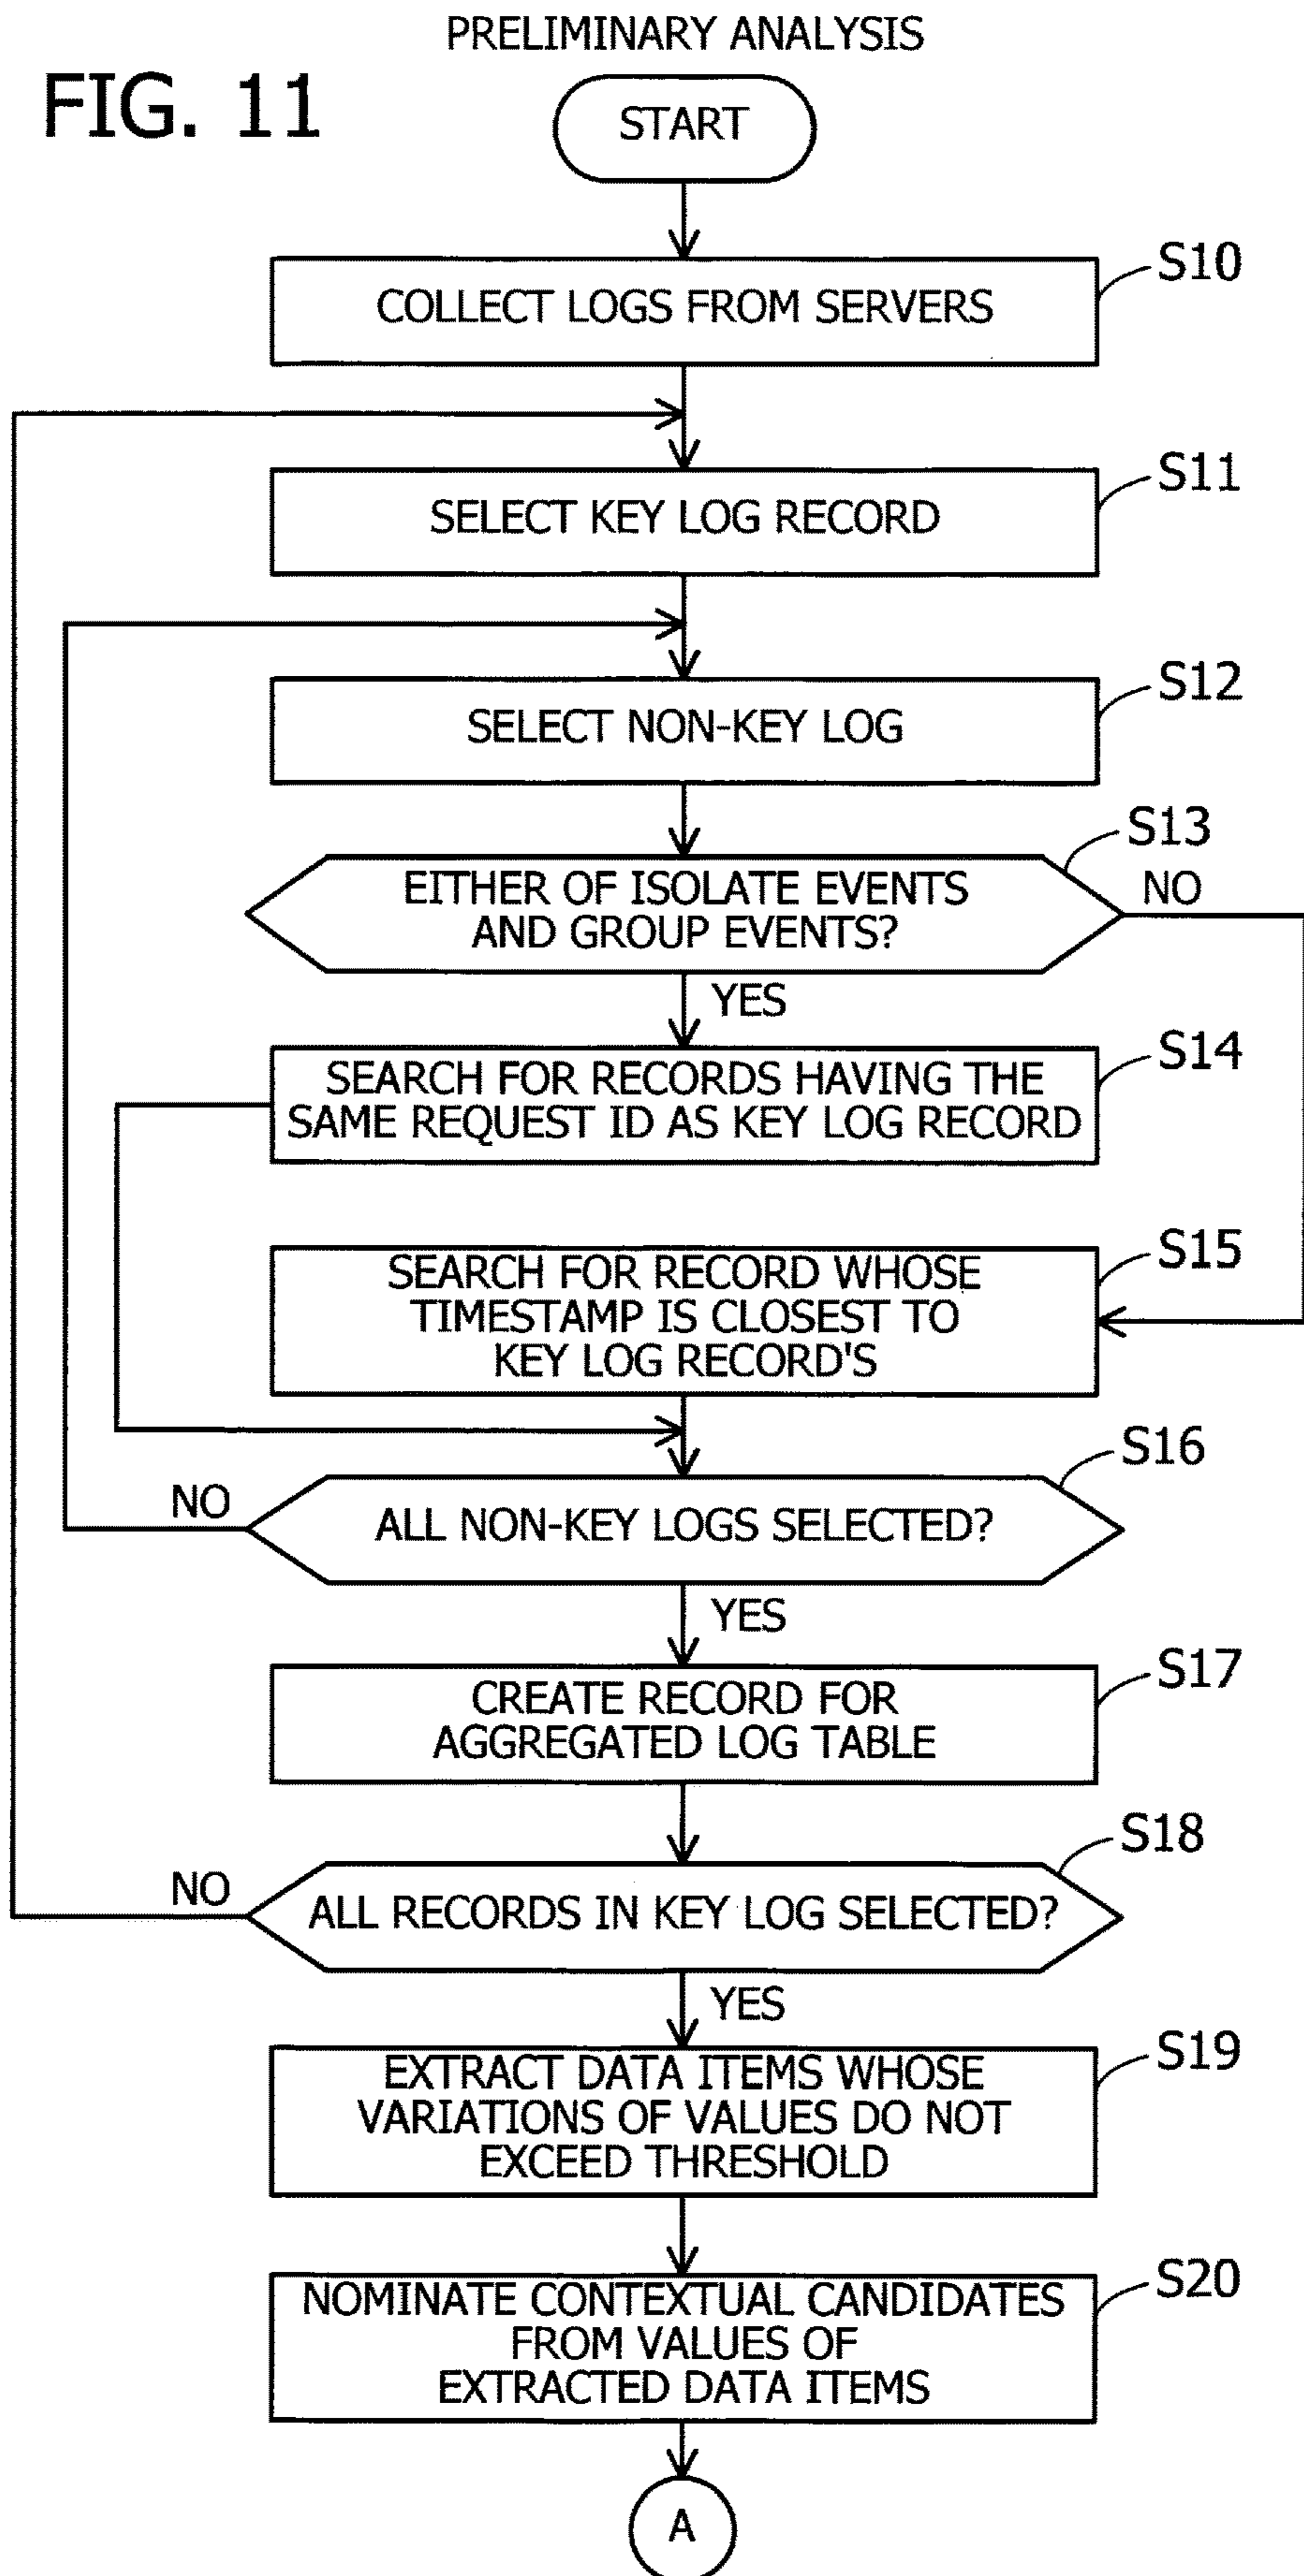 PRELIMINARY ANALYSIS
FIG. 11
START
S10
COLLECT LOGS FROM SERVERS
S11
SELECT KEY LOG RECORD
S12
SELECT NON-KEY LOG
S13
EITHER OF ISOLATE EVENTS
AND GROUP EVENTS?
NO
YES
S14
SEARCH FOR RECORDS HAVING THE
SAME REQUEST ID AS KEY LOG RECORD
S15
SEARCH FOR RECORD WHOSE
TIMESTAMP IS CLOSEST TO
KEY LOG RECORD'S
S16
NO
ALL NON-KEY LOGS SELECTED?
YES
S17
CREATE RECORD FOR
AGGREGATED LOG TABLE
S18
NO
ALL RECORDS IN KEY LOG SELECTED?
YES
S19
EXTRACT DATA ITEMS WHOSE
VARIATIONS OF VALUES DO NOT
EXCEED THRESHOLD
S20
NOMINATE CONTEXTUAL CANDIDATES
FROM VALUES OF
EXTRACTED DATA ITEMS
A